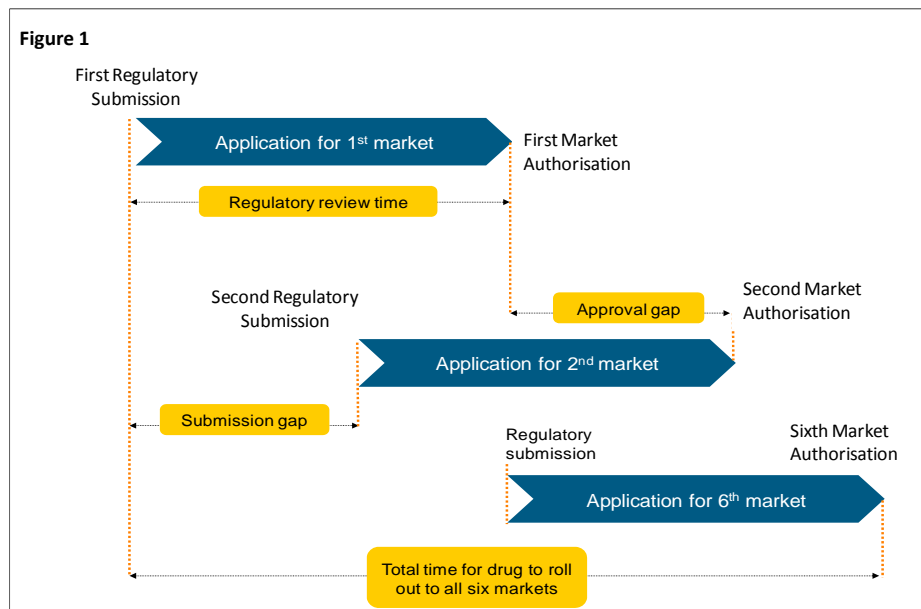 Figure 1
First Regulatory
Submission
Application for 1st market
First Market
Authorisation
Regulatory review time
Second Regulatory
Submission
Second Market
Authorisation
Approval gap
Application for 2nd market
Submission gap
Regulatory
submission
Sixth Market
Authorisation
Application for 6th market
Total time for drug to roll
out to all six markets